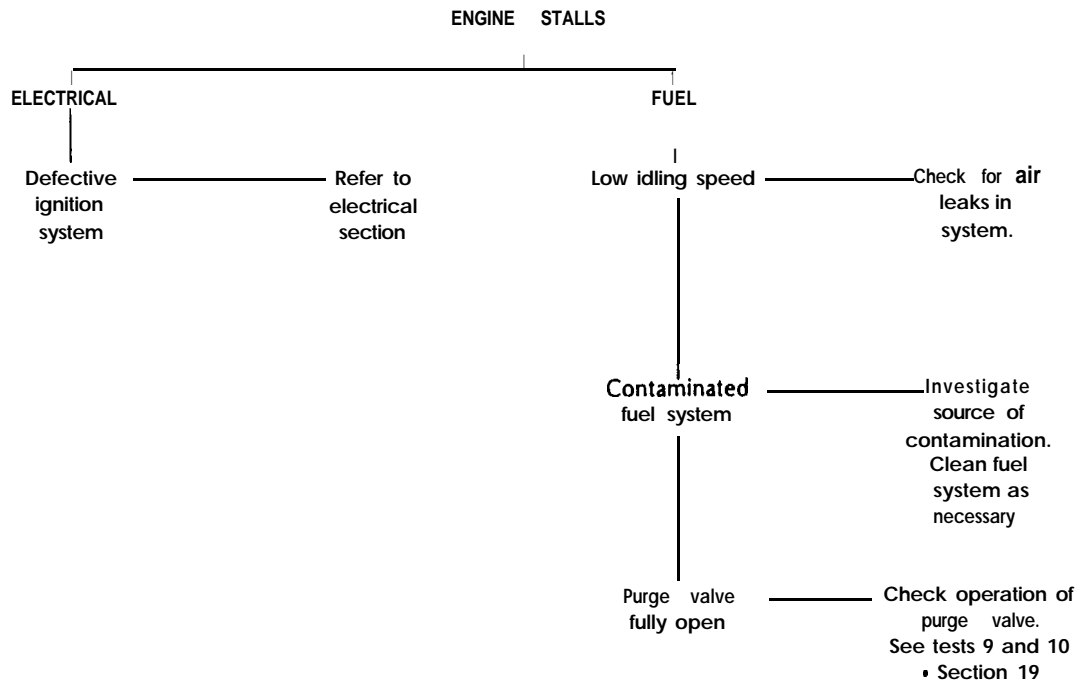 ENGINE STALLS
ELECTRICAL
FUEL
Defective
ignition
system
Refer to
electrical
section
Low idling speed
Check for air
leaks in
system.
Contaminated
fuel system
Investigate
source of
contamination.
Clean fuel
system as
necessary
Purge valve
fully open
Check operation of
purge valve.
See tests 9 and 10
• Section 19